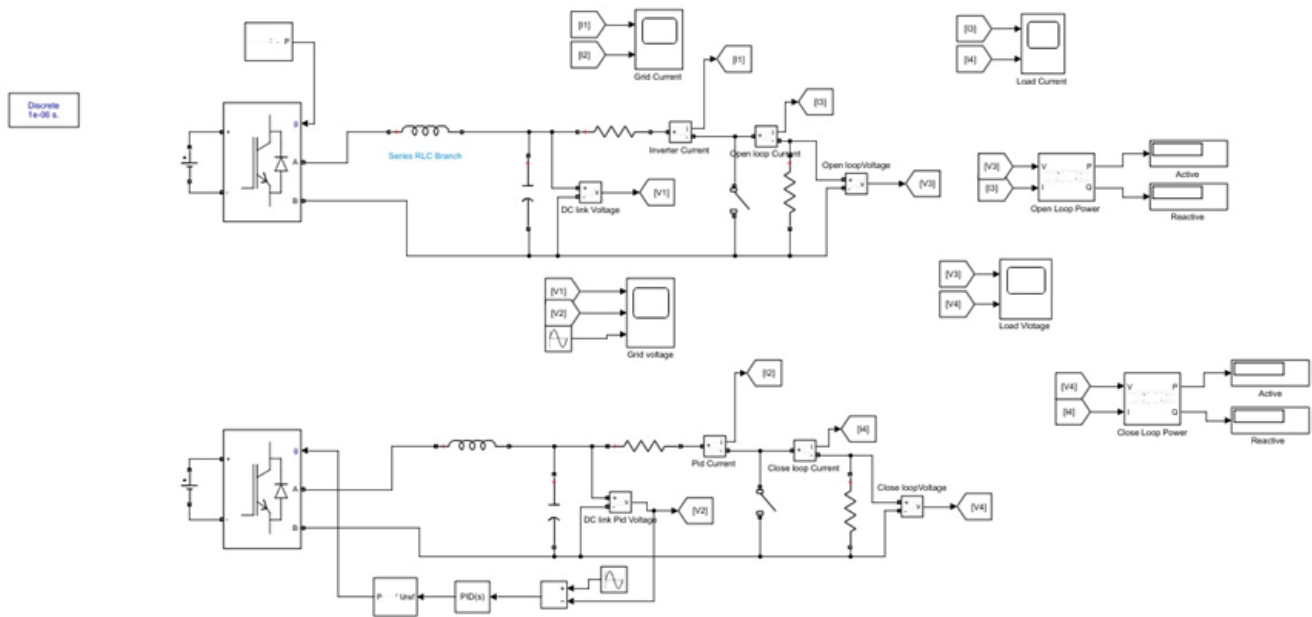 P
[I1]
[I2]
Grid Current
[I1]
[I3]
[I4]
Load Current
Discrete
1e-06 s.
g
A
B
+
-
Series RLC Branch
Inverter Current
[I3]
Open loop Current
DC link Voltage
[V1]
Open loopVoltage
[V3]
[V3]
[I3]
V
I
P
Q
Open Loop Power
Active
Reactive
[V1]
[V2]
Grid voltage
[V3]
[V4]
Load Vlotage
[I2]
g
A
B
+
-
Pid Current
[I4]
Close loop Current
DC link Pid Voltage
[V2]
Close loopVoltage
[V4]
[V4]
[I4]
V
I
P
Q
Close Loop Power
Active
Reactive
P
Uref
PID(s)
+
-